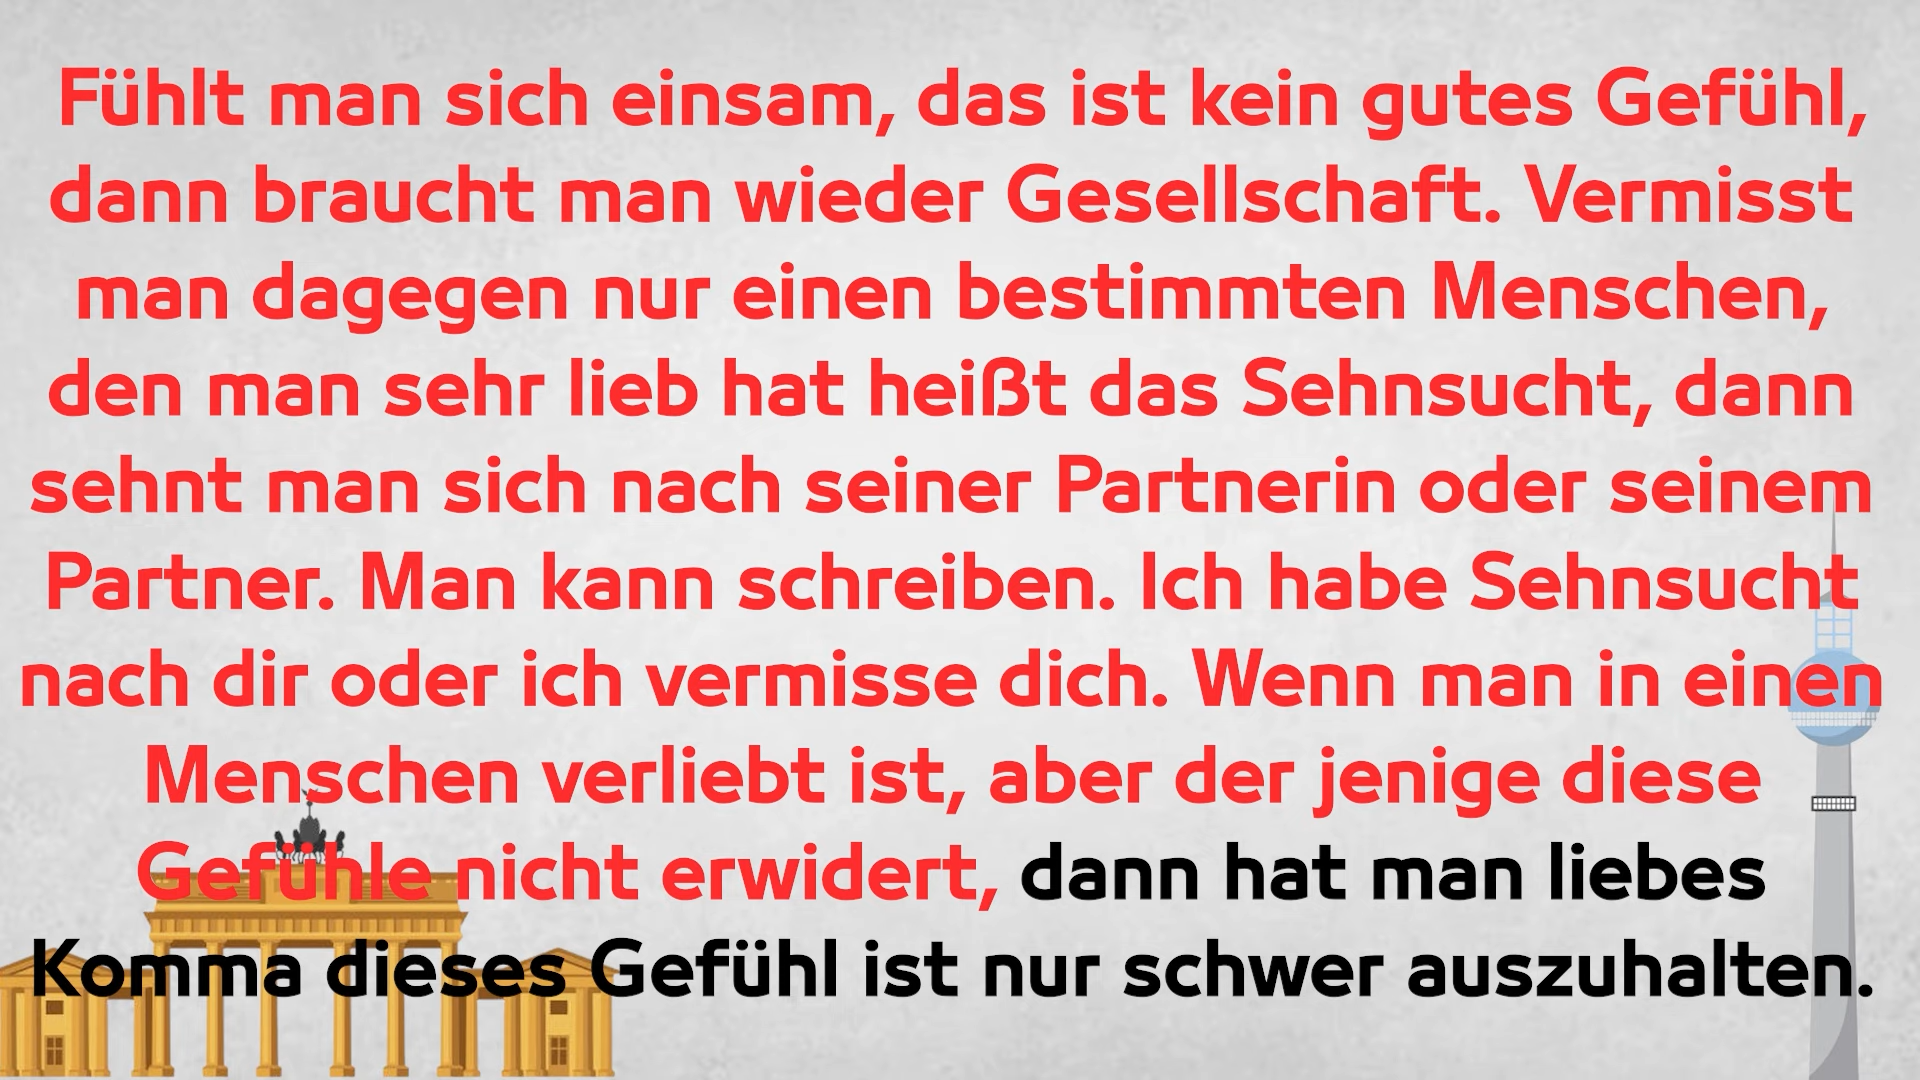 Fühlt man sich einsam, das ist kein gutes Gefühl,
dann braucht man wieder Gesellschaft. Vermisst
man dagegen nur einen bestimmten Menschen,
den man sehr lieb hat heißt das Sehnsucht, dann
sehnt man sich nach seiner Partnerin oder seinem
Partner. Man kann schreiben. Ich habe Sehnsucht
nach dir oder ich vermisse dich. Wenn man in einen
Menschen verliebt ist, aber der jenige diese
Gefühle nicht erwidert, dann hat man liebes
Komma dieses Gefühl ist nur schwer auszuhalten.